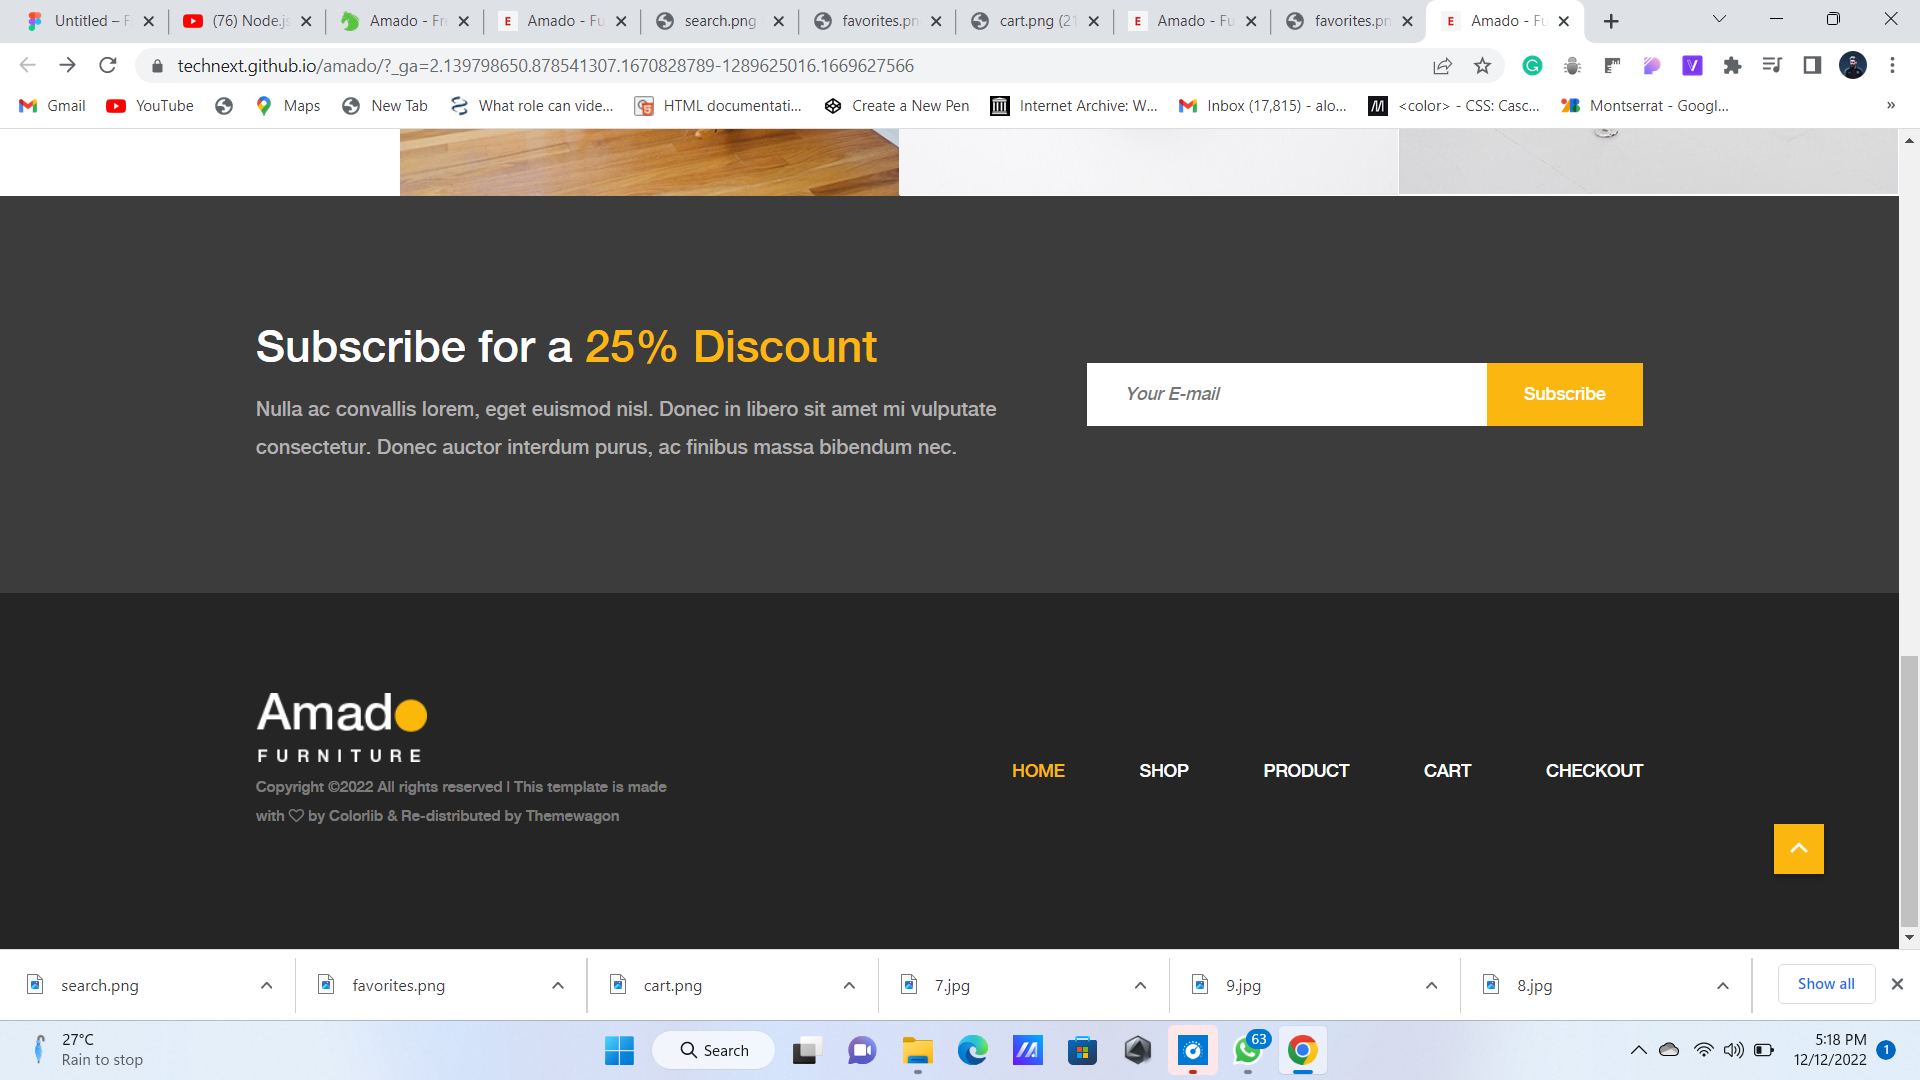 Untitled – F
(76) Node.js
Amado - Fre
Amado - Fu
search.png
favorites.pn
cart.png (21
Amado - Fu
favorites.pn
Amado - Fu
technext.github.io/amado/?_ga=2.139798650.878541307.1670828789-1289625016.1669627566
Gmail
YouTube
Maps
New Tab
What role can vide...
HTML documentati...
Create a New Pen
Internet Archive: W...
Inbox (17,815) - alo...
<color> - CSS: Casc...
Montserrat - Googl...
»
Subscribe for a 25% Discount
Nulla ac convallis lorem, eget euismod nisl. Donec in libero sit amet mi vulputate
consectetur. Donec auctor interdum purus, ac finibus massa bibendum nec.
Your E-mail
Subscribe
Amado
FURNITURE
Copyright ©2022 All rights reserved | This template is made
with ♡ by Colorlib & Re-distributed by Themewagon
HOME
SHOP
PRODUCT
CART
CHECKOUT
search.png
favorites.png
cart.png
7.jpg
9.jpg
8.jpg
Show all
27°C
Rain to stop
Search
63
5:18 PM
12/12/2022
1